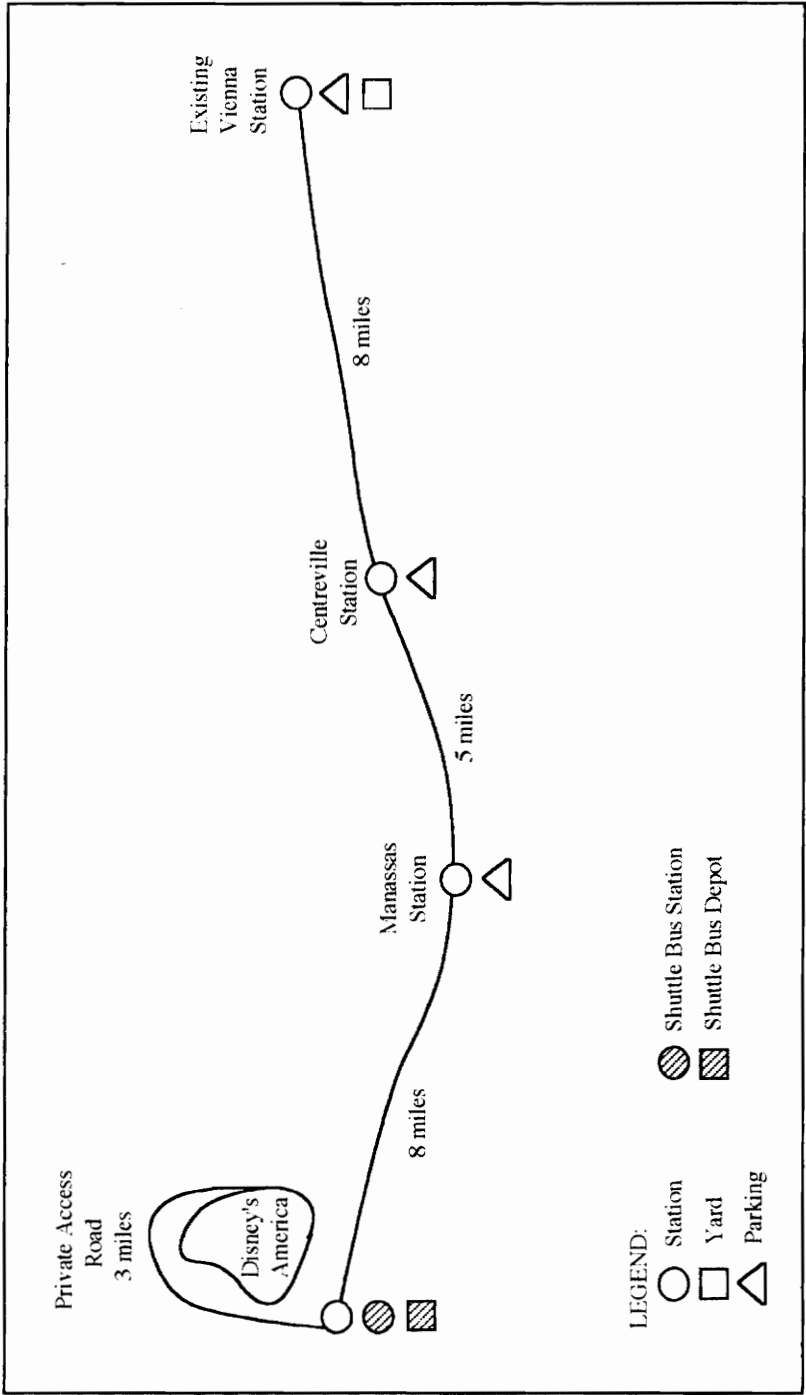 Private Access
Road
3 miles
Disney's
America
8 miles
Manassas
Station
5 miles
Centreville
Station
8 miles
Existing
Vienna
Station
LEGEND:
Station
Yard
Parking
Shuttle Bus Station
Shuttle Bus Depot